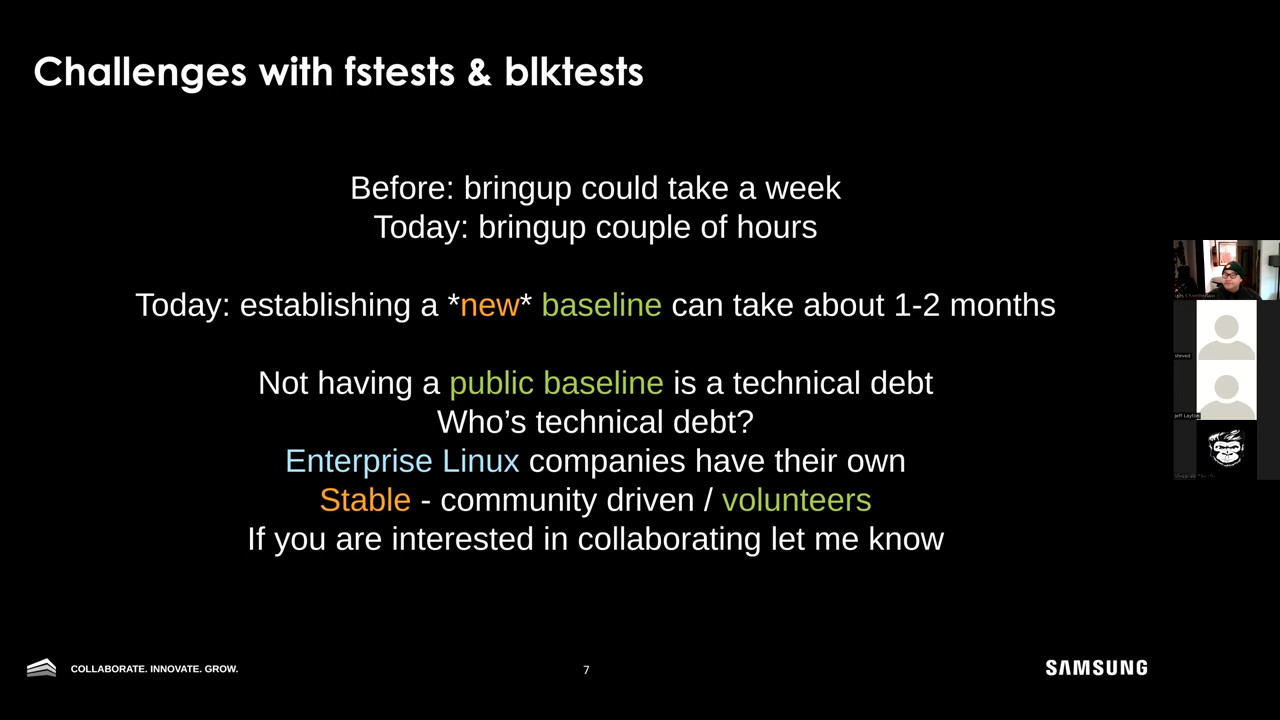 Challenges with fstests & blktests
Before: bringup could take a week
Today: bringup couple of hours
Today: establishing a *new* baseline can take about 1-2 months
Not having a public baseline is a technical debt
Who’s technical debt?
Enterprise Linux companies have their own
Stable - community driven / volunteers
If you are interested in collaborating let me know
steved
Jeff Layton
COLLABORATE. INNOVATE. GROW.
7
SAMSUNG